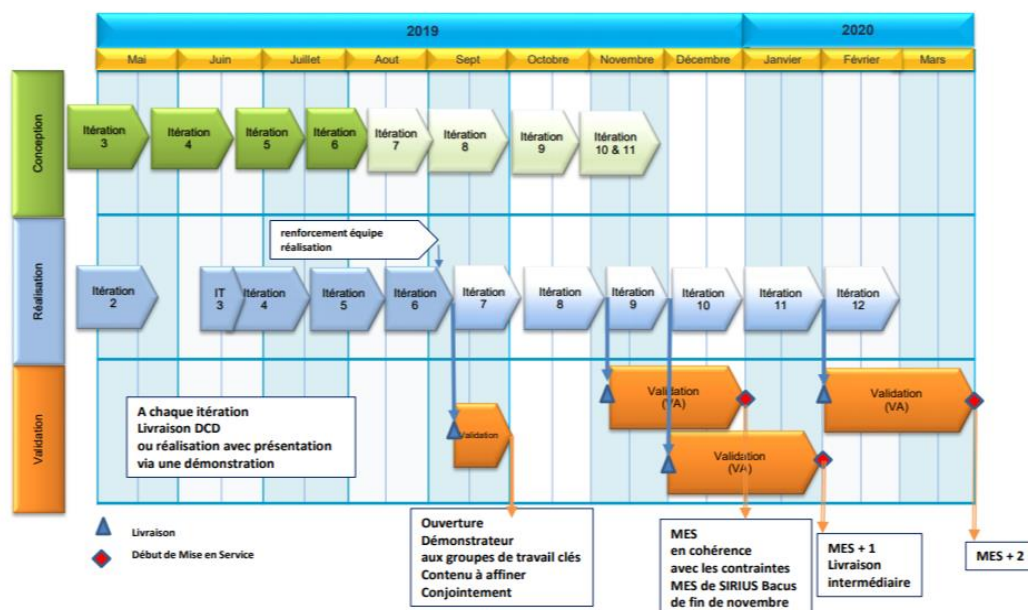 2019
2020
Mai
Juin
Juillet
Aout
Sept
Octobre
Novembre
Décembre
Janvier
Février
Mars
Conception
Itération
3
Itération
4
Itération
5
Itération
6
Itération
7
Itération
8
Itération
9
Itération
10 & 11
Réalisation
renforcement équipe
réalisation
Itération
2
IT
3
Itération
4
Itération
5
Itération
6
Itération
7
Itération
8
Itération
9
Itération
10
Itération
11
Itération
12
Validation
A chaque itération
Livraison DCD
ou réalisation avec présentation
via une démonstration
Validation
Validation
(VA)
Validation
(VA)
Validation
(VA)
Livraison
Début de Mise en Service
Ouverture
Démonstrateur
aux groupes de travail clés
Contenu à affiner
Conjointement
MES
en cohérence
avec les contraintes
MES de SIRIUS Bacus
de fin de novembre
MES + 1
Livraison
intermédiaire
MES + 2